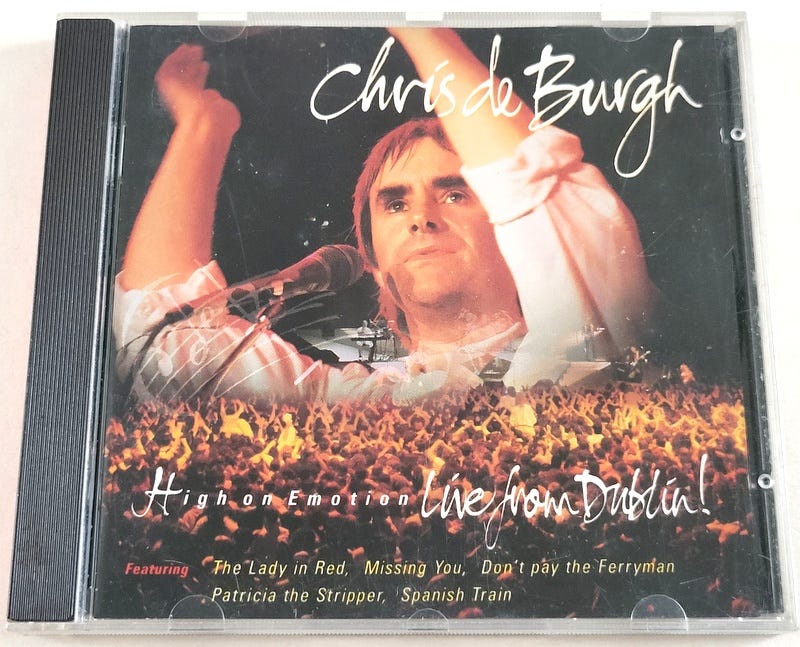 Chris de Burgh
High on Emotion Live from Dublin!
Featuring The Lady in Red, Missing You, Don't pay the Ferryman
Patricia the Stripper, Spanish Train